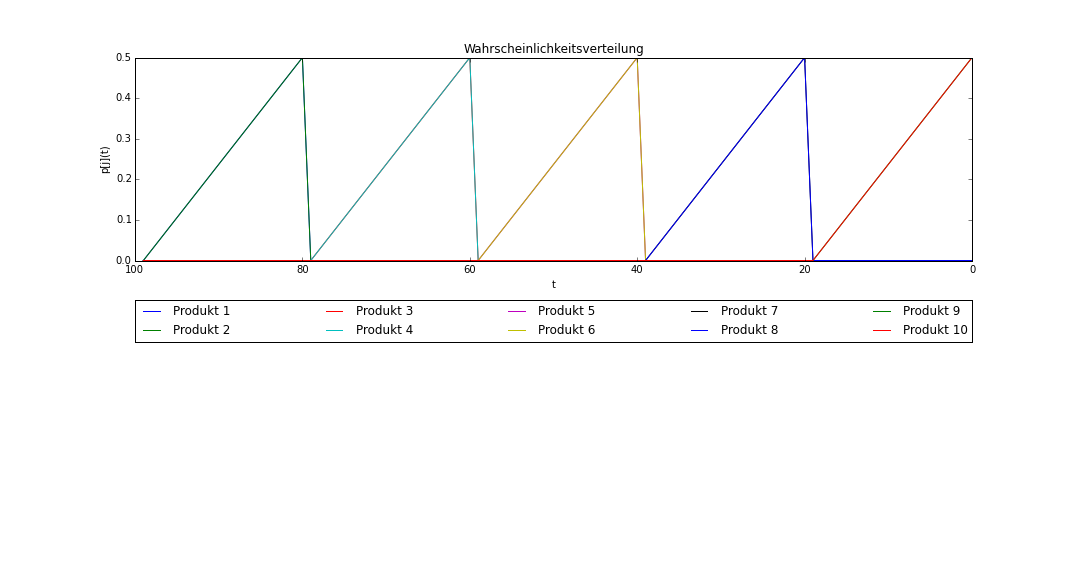 Wahrscheinlichkeitsverteilung
0.5
0.4
0.3
0.2
0.1
0.0
p[j](t)
100 80 60 40 20 0
t
Produkt 1 Produkt 3 Produkt 5 Produkt 7 Produkt 9
Produkt 2 Produkt 4 Produkt 6 Produkt 8 Produkt 10